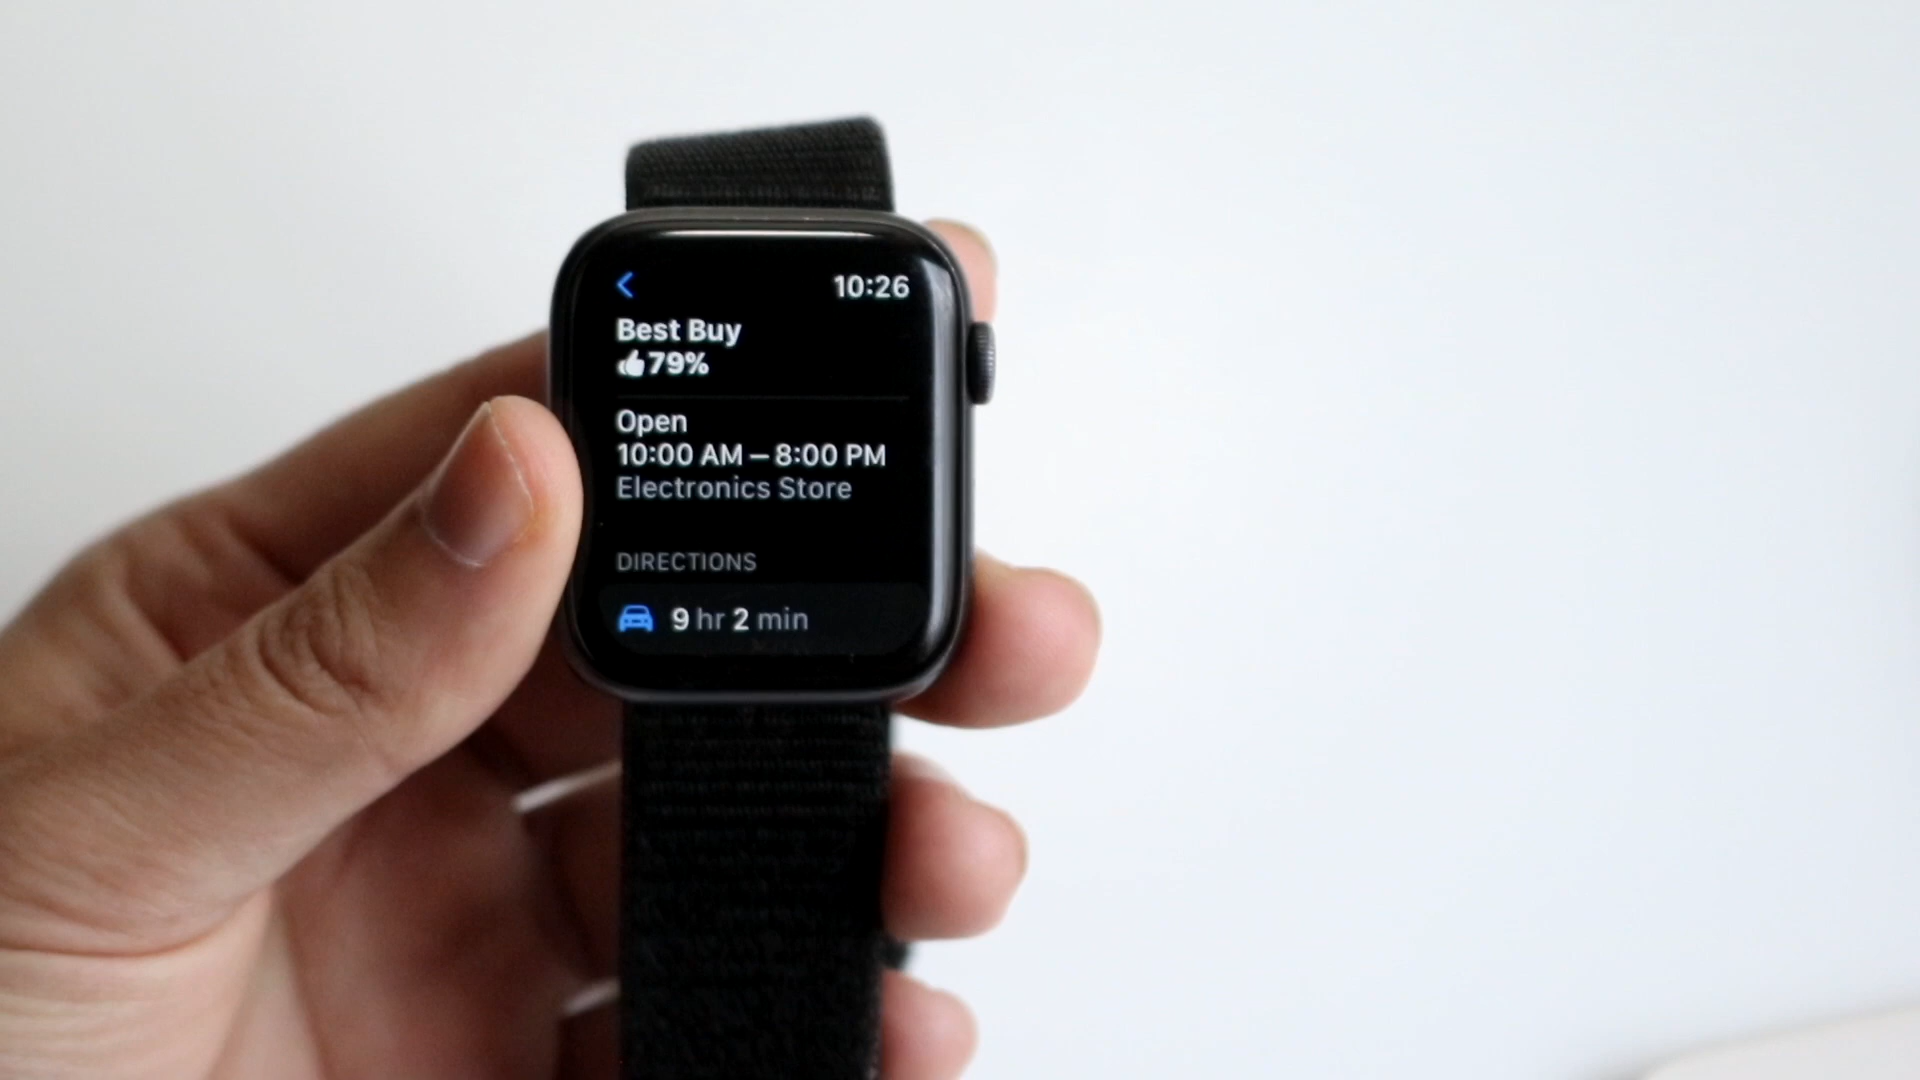 10:26
Best Buy
👍79%
Open
10:00 AM – 8:00 PM
Electronics Store
DIRECTIONS
9 hr 2 min